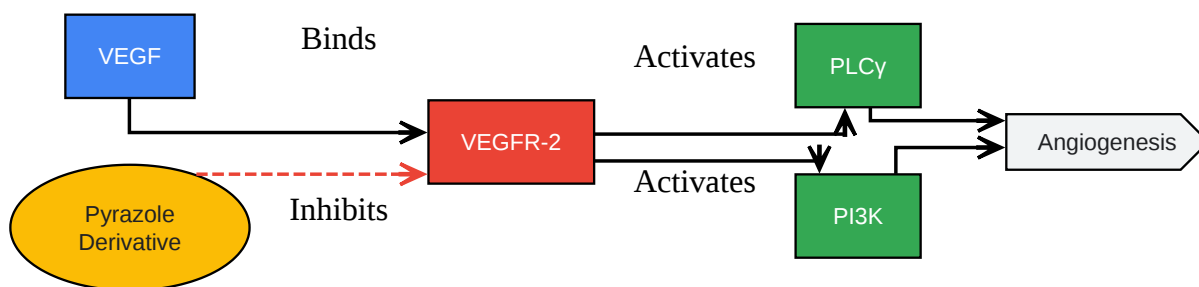 VEGF
Binds
Activates
PLCγ
VEGFR-2
Angiogenesis
Inhibits
Activates
Pyrazole
Derivative
PI3K